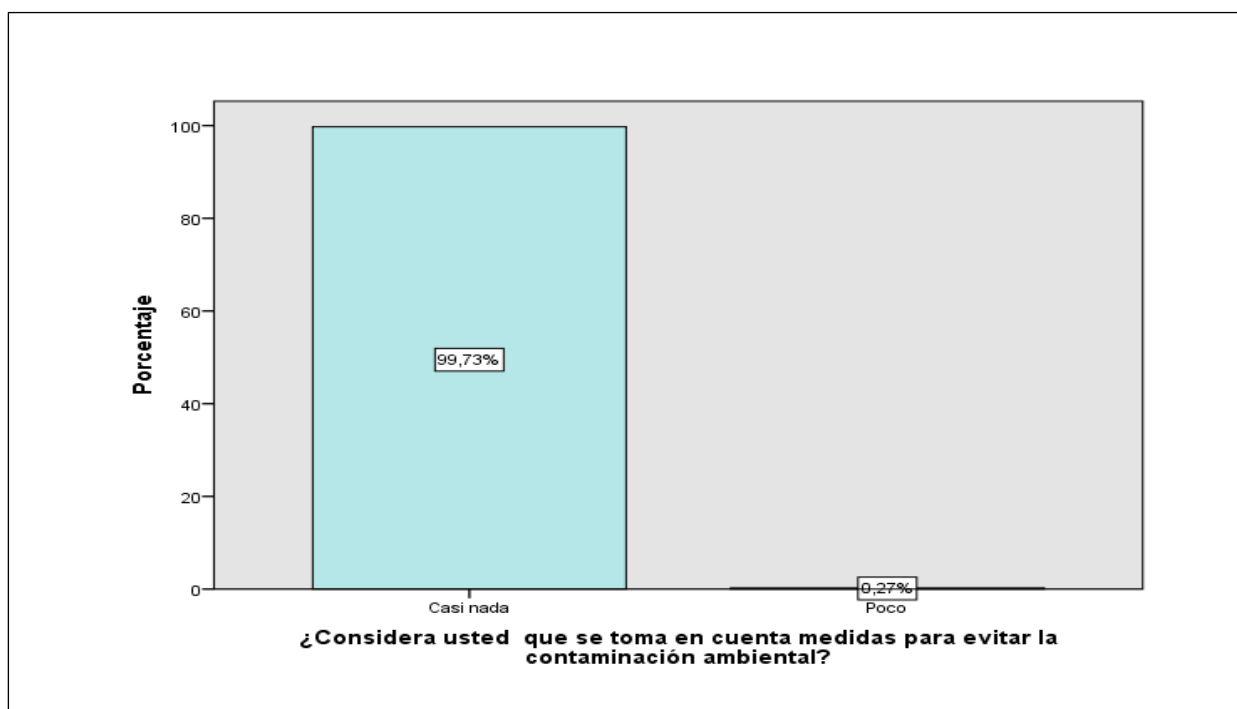 Porcentaje
100
80
60
40
20
0
99,73%
0,27%
Casi nada
Poco
¿Considera usted que se toma en cuenta medidas para evitar la
contaminación ambiental?